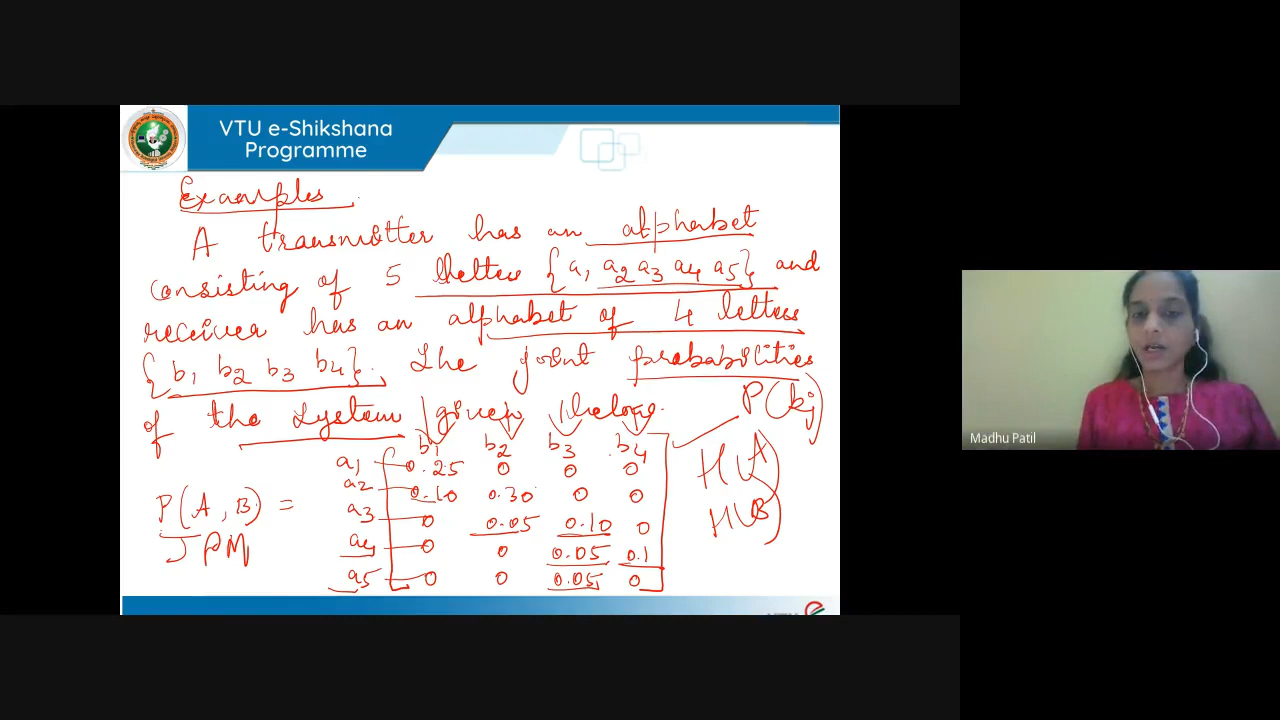 VTU e-Shikshana
Programme
Examples
A transmitter has an alphabet
consisting of 5 letters {a1 a2 a3 a4 a5} and
receiver has an alphabet of 4 letters
{b1 b2 b3 b4}. The joint probabilities
of the system given below. P(kj)
b1 b2 b3 b4
a1 0.25 0 0 0 H(A)
a2 0.10 0.30 0 0
P(A,B) = a3 0 0.05 0.10 0 H(B)
JPM a4 0 0 0.05 0.1
a5 0 0 0.05 0
Madhu Patil